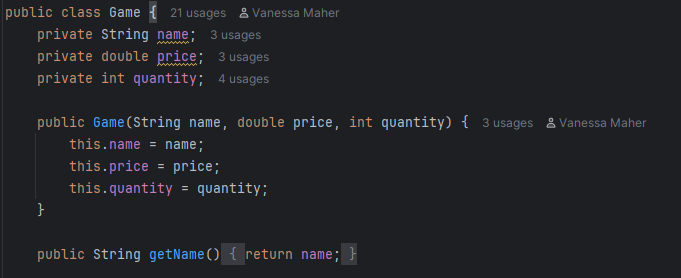 public class Game { 21 usages Vanessa Maher
private String name; 3 usages
private double price; 3 usages
private int quantity; 4 usages
public Game(String name, double price, int quantity) { 3 usages Vanessa Maher
this.name = name;
this.price = price;
this.quantity = quantity;
}
public String getName() { return name; }